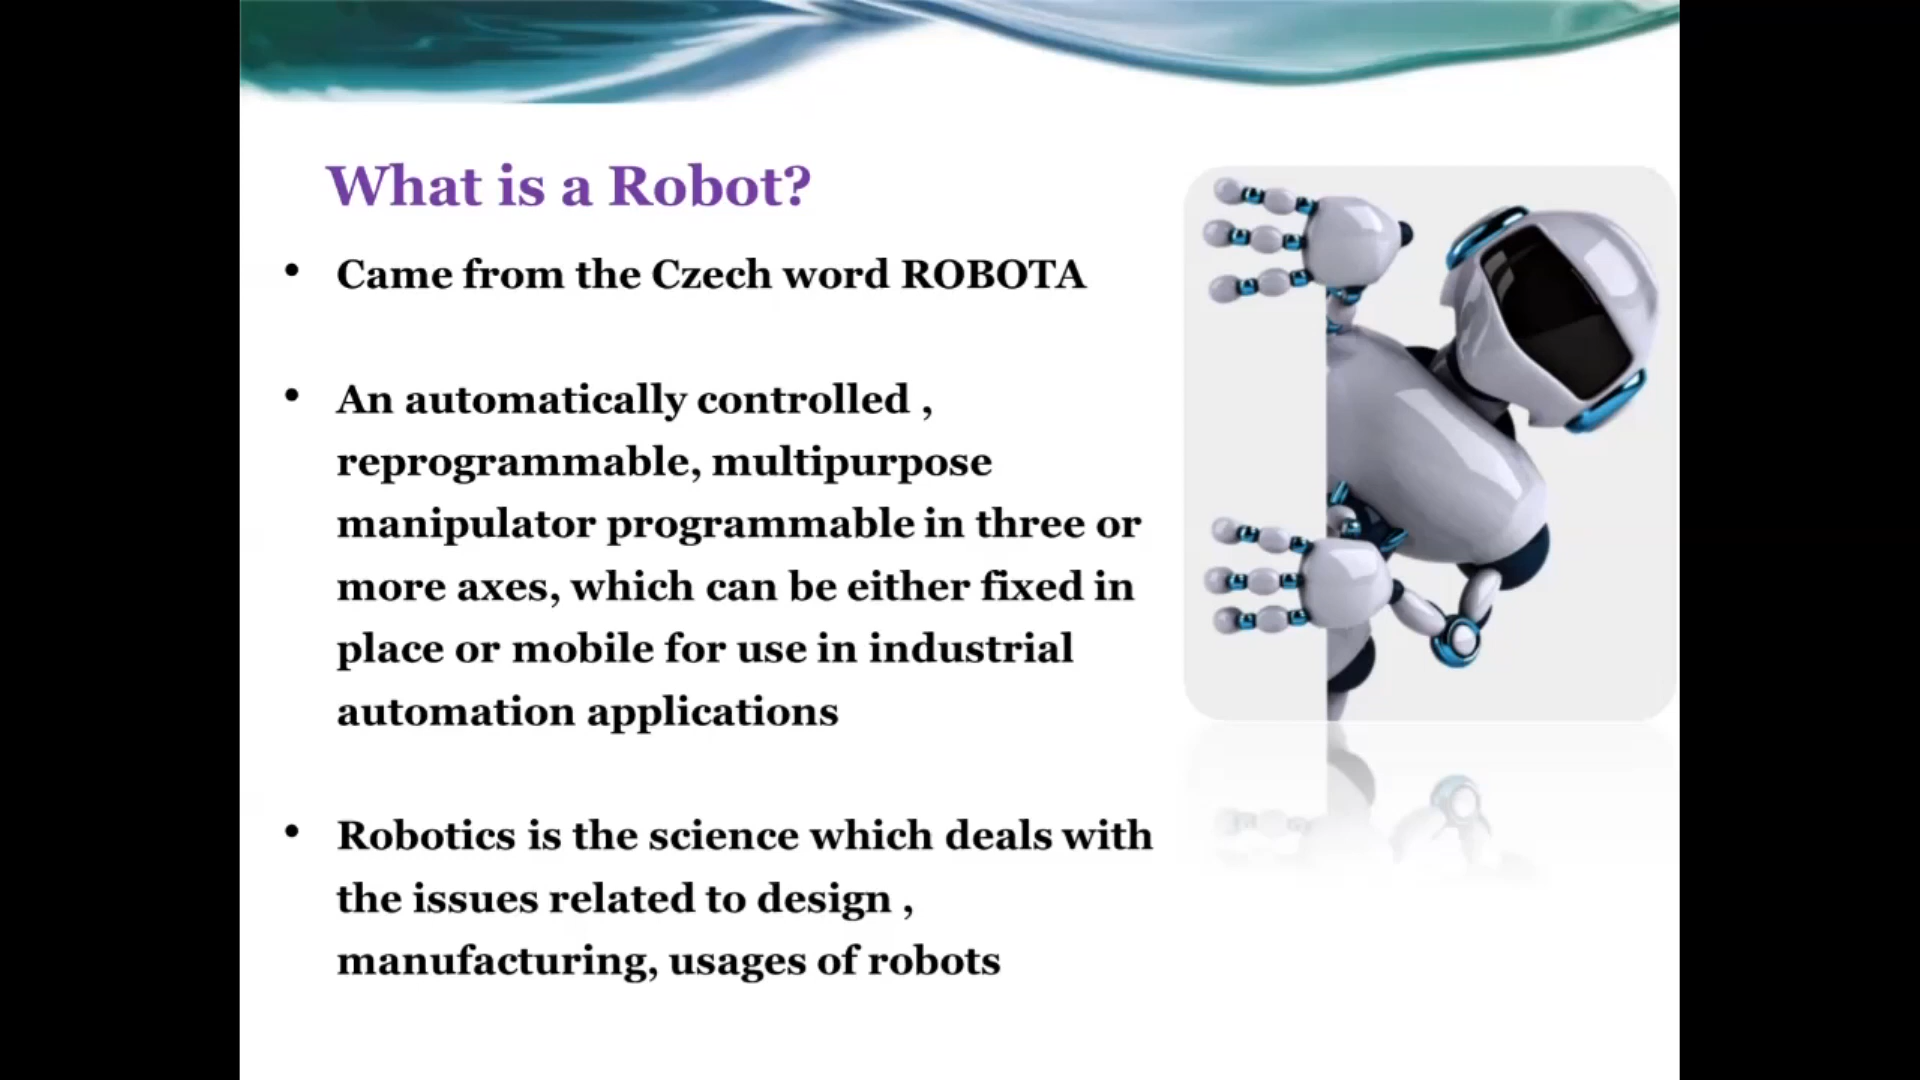 What is a Robot?
• Came from the Czech word ROBOTA
• An automatically controlled ,
reprogrammable, multipurpose
manipulator programmable in three or
more axes, which can be either fixed in
place or mobile for use in industrial
automation applications
• Robotics is the science which deals with
the issues related to design ,
manufacturing, usages of robots